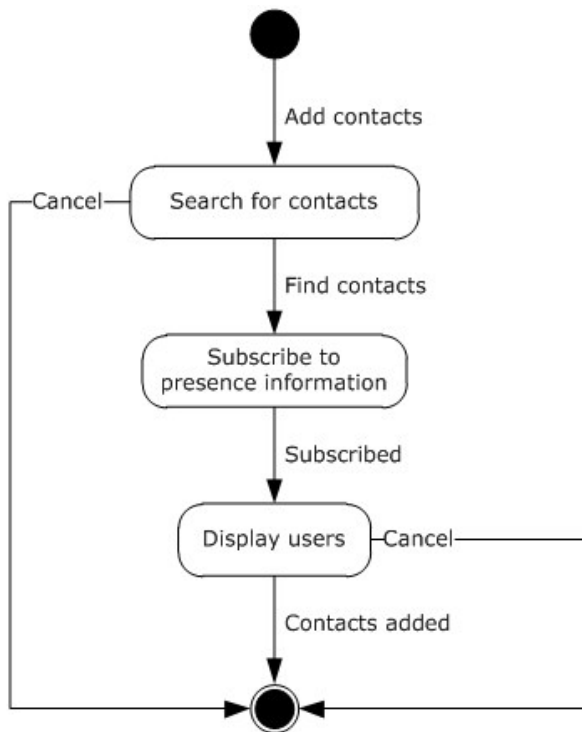 Add contacts
Cancel
Search for contacts
Find contacts
Subscribe to
presence information
Subscribed
Display users
Cancel
Contacts added